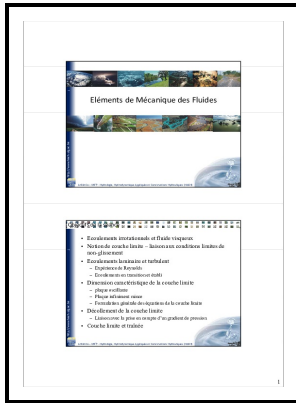 Eléments de Mécanique des Fluides
• Ecoulements irrotationnels et fluide visqueux
• Notion de couche limite – liaison aux conditions limites de
non-glissement
• Ecoulements laminaire et turbulent
– Expérience de Reynolds
– Ecoulements en transition et établi
• Dimension caractéristique de la couche limite
– plaque oscillante
– Plaque infiniment mince
– Formulation générale des équations de la couche limite
• Décollement de la couche limite
– Liaison avec la prise en compte d'un gradient de pression
• Couche limite et traînée
1